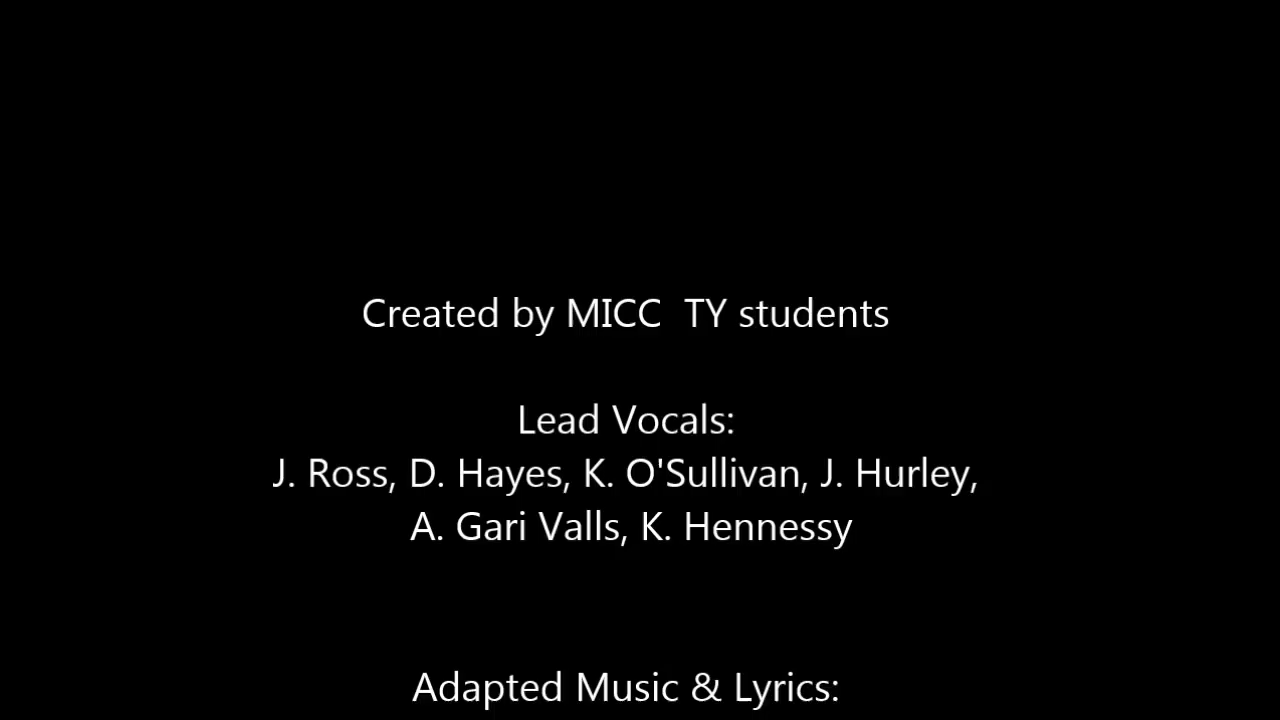 Created by MICC  TY students
Lead Vocals:
J. Ross, D. Hayes, K. O'Sullivan, J. Hurley,
A. Gari Valls, K. Hennessy
Adapted Music & Lyrics: